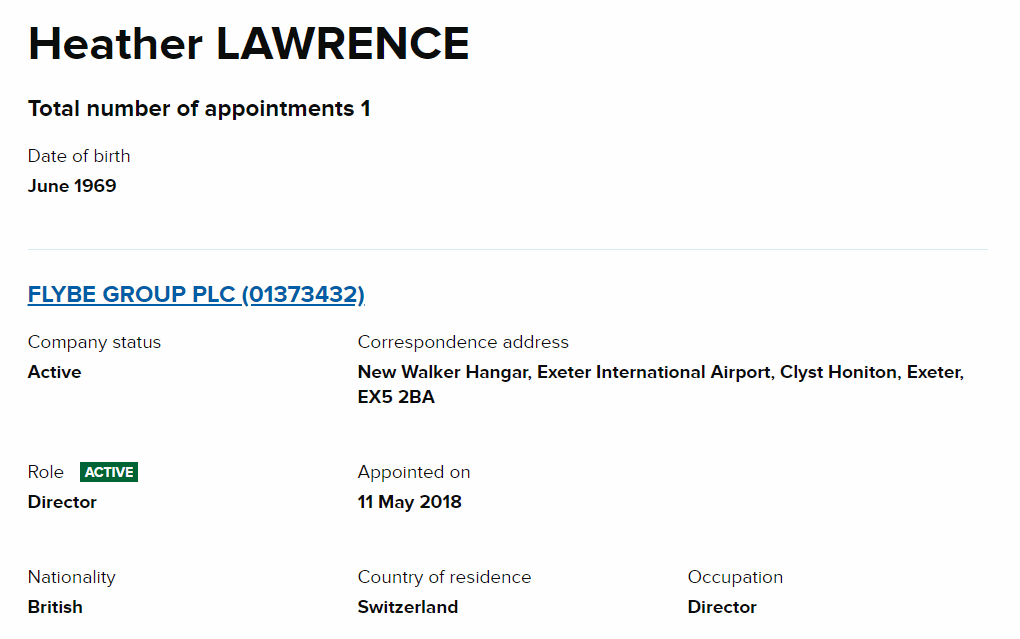 Heather LAWRENCE
Total number of appointments 1
Date of birth
June 1969
FLYBE GROUP PLC (01373432)
Company status
Active
Correspondence address
New Walker Hangar, Exeter International Airport, Clyst Honiton, Exeter,
EX5 2BA
Role ACTIVE
Director
Appointed on
11 May 2018
Nationality
British
Country of residence
Switzerland
Occupation
Director